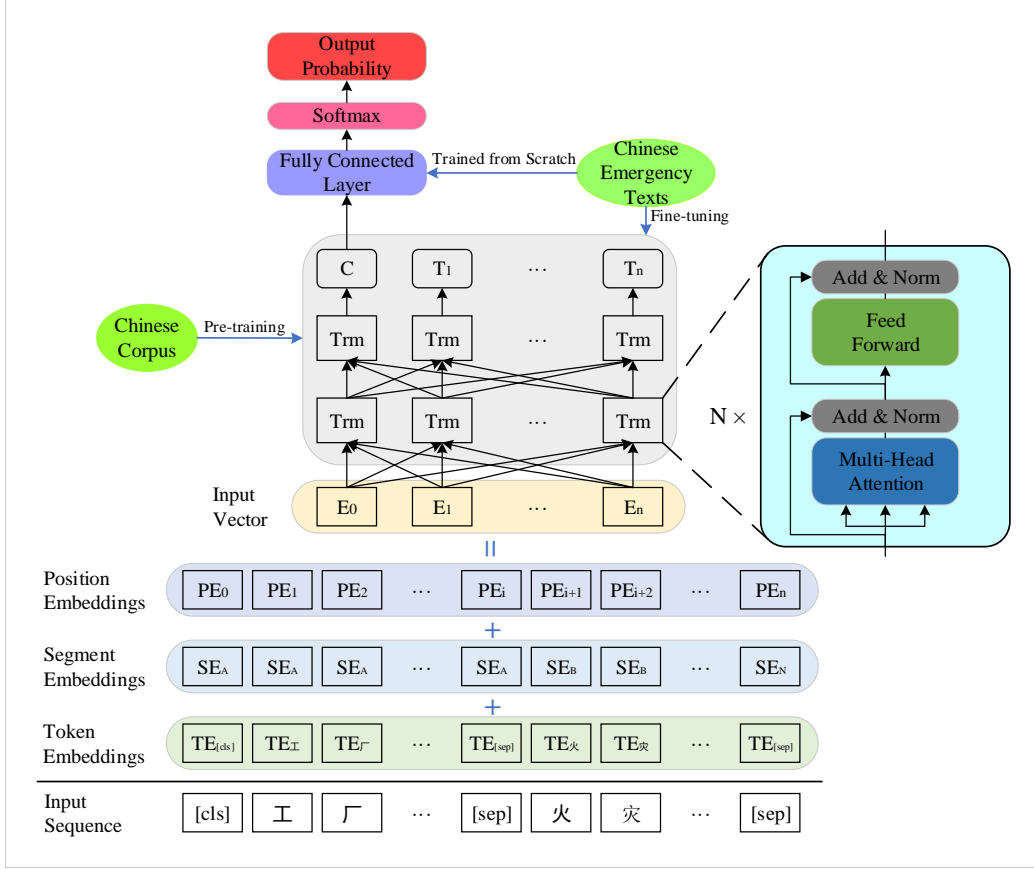 Output
Probability
Softmax
Fully Connected
Layer
Trained from Scratch
Chinese
Emergency
Texts
Fine-tuning
C T1 ... Tn
Chinese
Corpus
Pre-training
Trm Trm ... Trm
Trm Trm ... Trm
Add & Norm
Feed
Forward
N ×
Add & Norm
Multi-Head
Attention
Input
Vector
E0 E1 ... En
=
Position
Embeddings
PE0 PE1 PE2 ... PEi PEi+1 PEi+2 ... PEn
+
Segment
Embeddings
SEA SEA SEA ... SEA SEB SEB ... SEN
+
Token
Embeddings
TE[cls] TE工 TE厂 ... TE[sep] TE火 TE灾 ... TE[sep]
Input
Sequence
[cls] 工 厂 ... [sep] 火 灾 ... [sep]